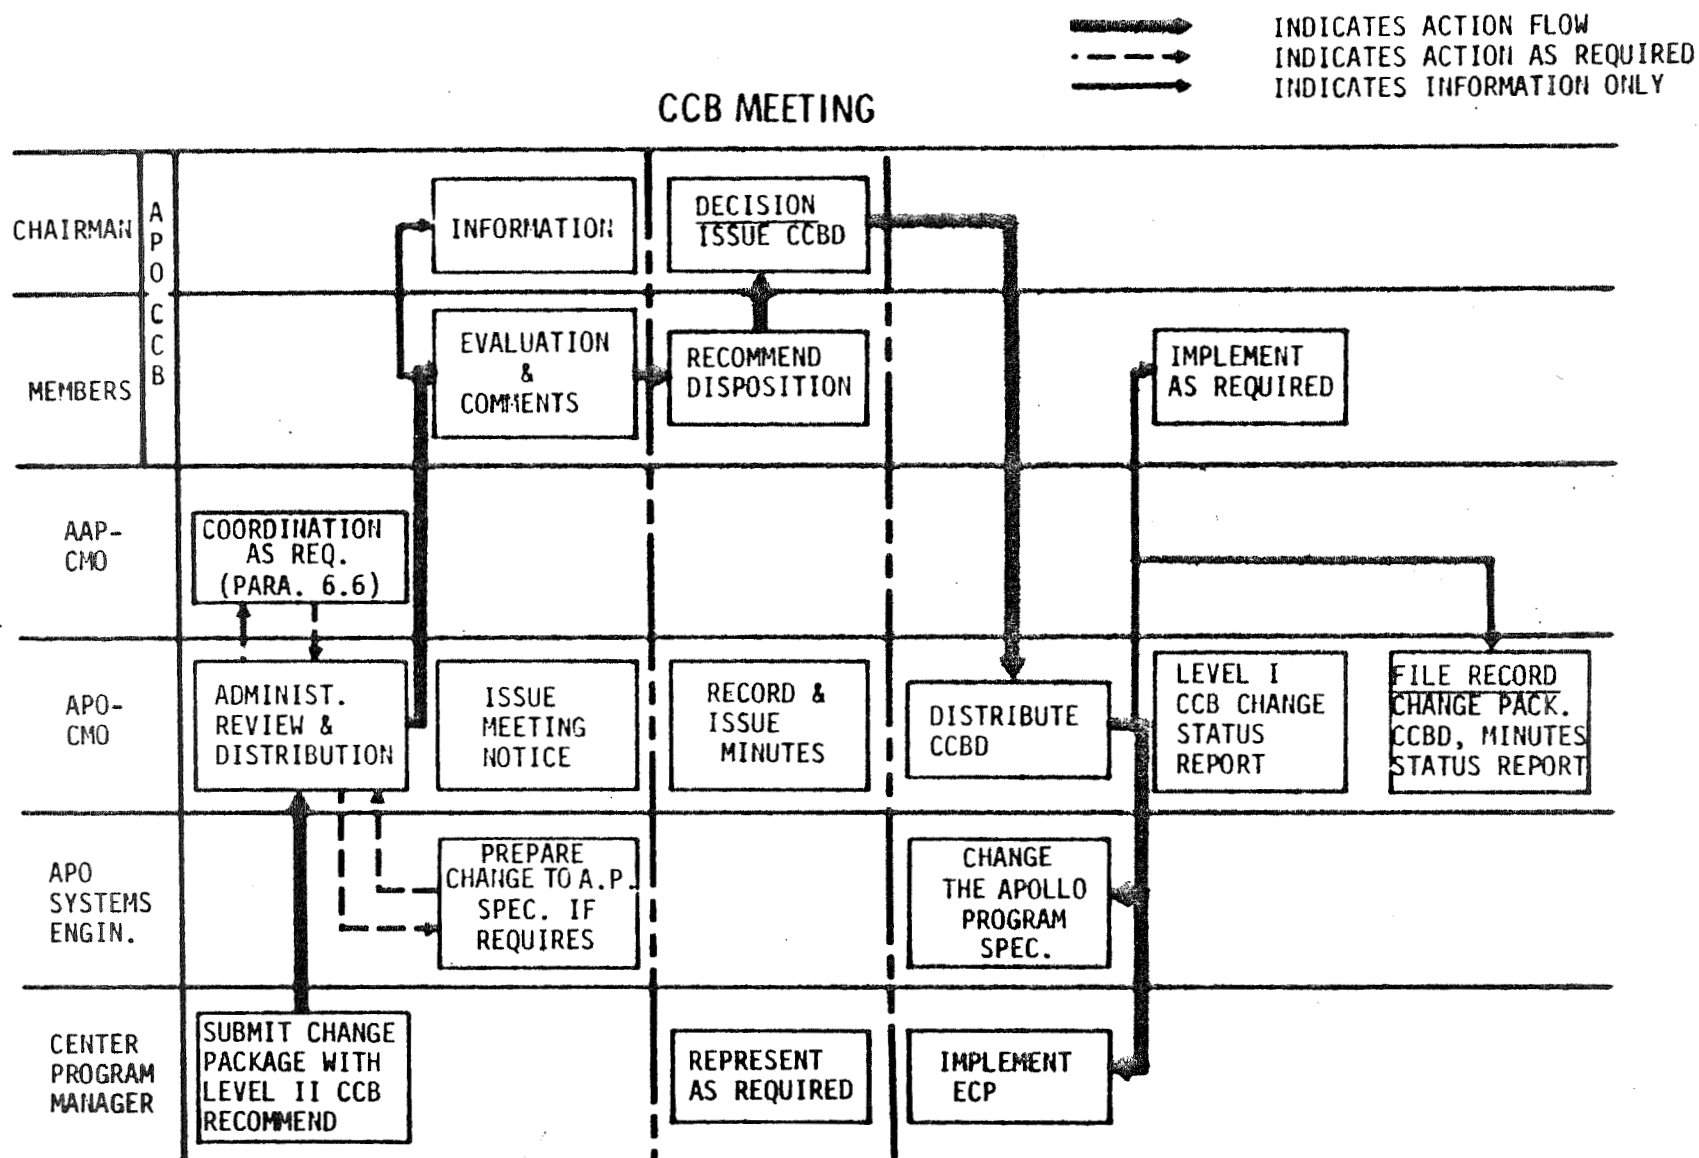 INDICATES ACTION FLOW
INDICATES ACTION AS REQUIRED
INDICATES INFORMATION ONLY
CCB MEETING
CHAIRMAN
MEMBERS
APO CCB
INFORMATION
DECISION
ISSUE CCBD
EVALUATION
&
COMMENTS
RECOMMEND
DISPOSITION
IMPLEMENT
AS REQUIRED
AAP-
CMO
COORDINATION
AS REQ.
(PARA. 6.6)
APO-
CMO
ADMINIST.
REVIEW &
DISTRIBUTION
ISSUE
MEETING
NOTICE
RECORD &
ISSUE
MINUTES
DISTRIBUTE
CCBD
LEVEL I
CCB CHANGE
STATUS
REPORT
FILE RECORD
CHANGE PACK.
CCBD, MINUTES
STATUS REPORT
APO
SYSTEMS
ENGIN.
PREPARE
CHANGE TO A.P.
SPEC. IF
REQUIRES
CHANGE
THE APOLLO
PROGRAM
SPEC.
CENTER
PROGRAM
MANAGER
SUBMIT CHANGE
PACKAGE WITH
LEVEL II CCB
RECOMMEND
REPRESENT
AS REQUIRED
IMPLEMENT
ECP